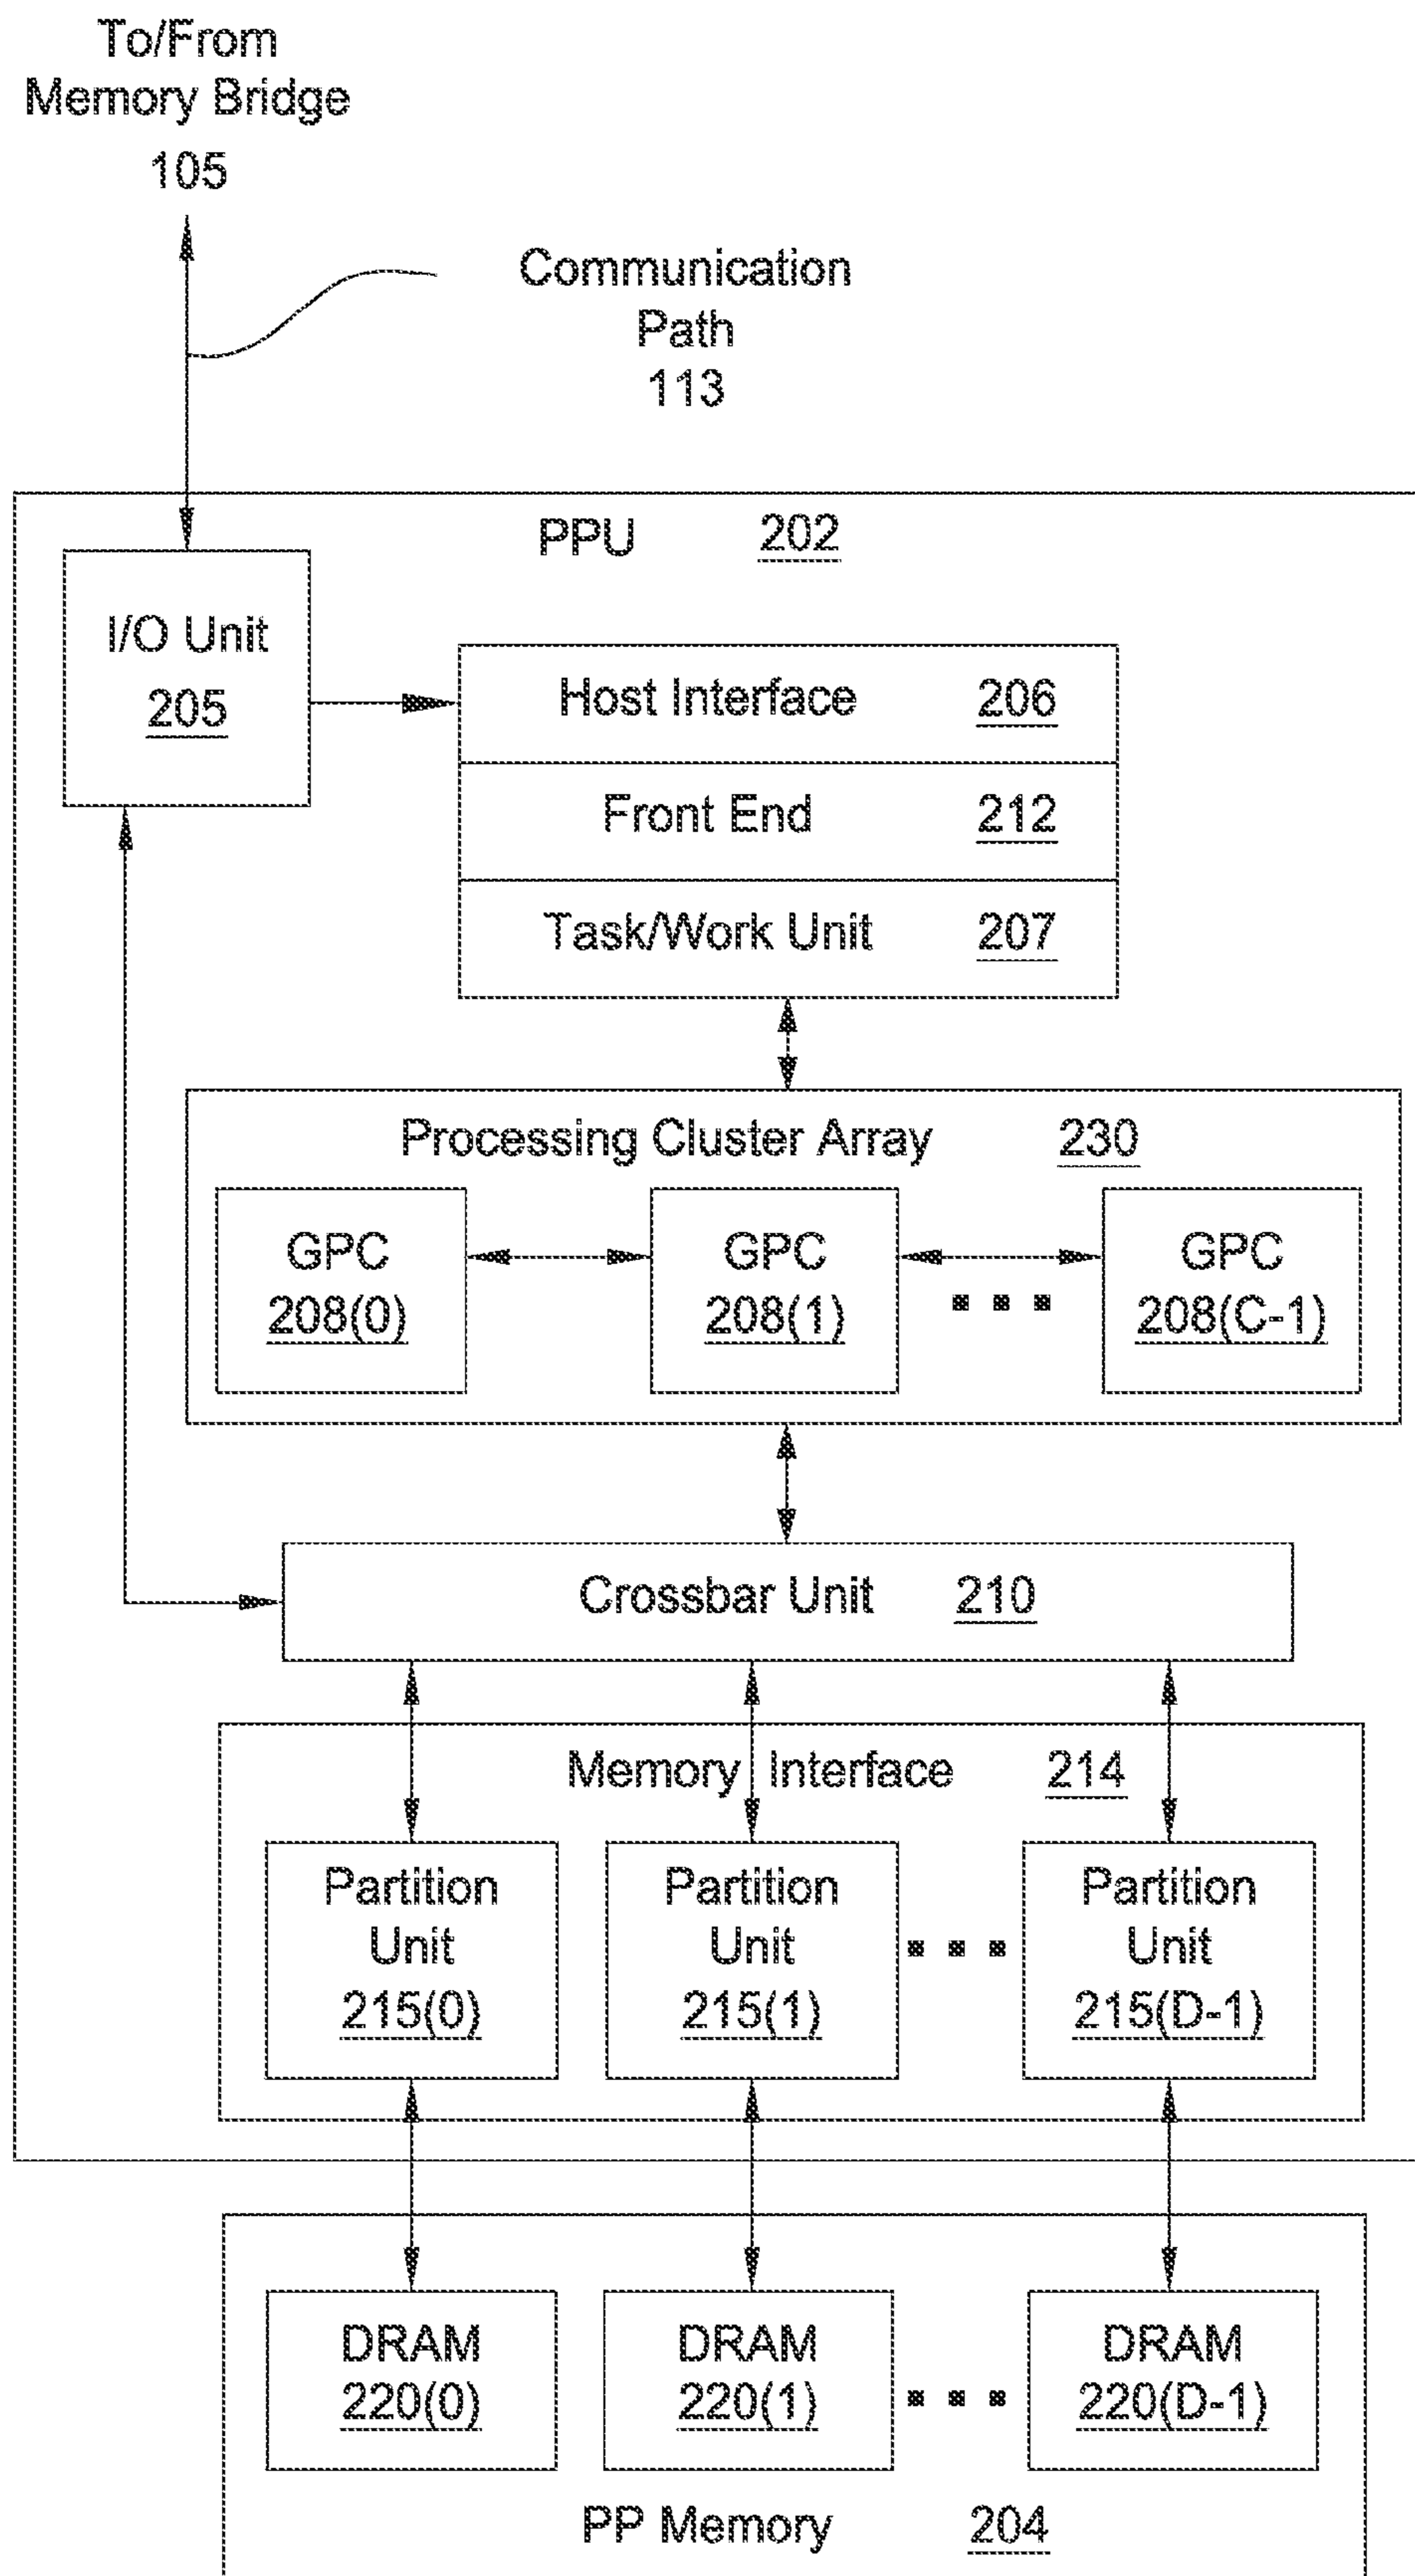 To/From
Memory Bridge
105
Communication
Path
113
PPU 202
I/O Unit
205
Host Interface 206
Front End 212
Task/Work Unit 207
Processing Cluster Array 230
GPC
208(0)
GPC
208(1)
GPC
208(C-1)
Crossbar Unit 210
Memory Interface 214
Partition
Unit
215(0)
Partition
Unit
215(1)
Partition
Unit
215(D-1)
DRAM
220(0)
DRAM
220(1)
DRAM
220(D-1)
PP Memory 204